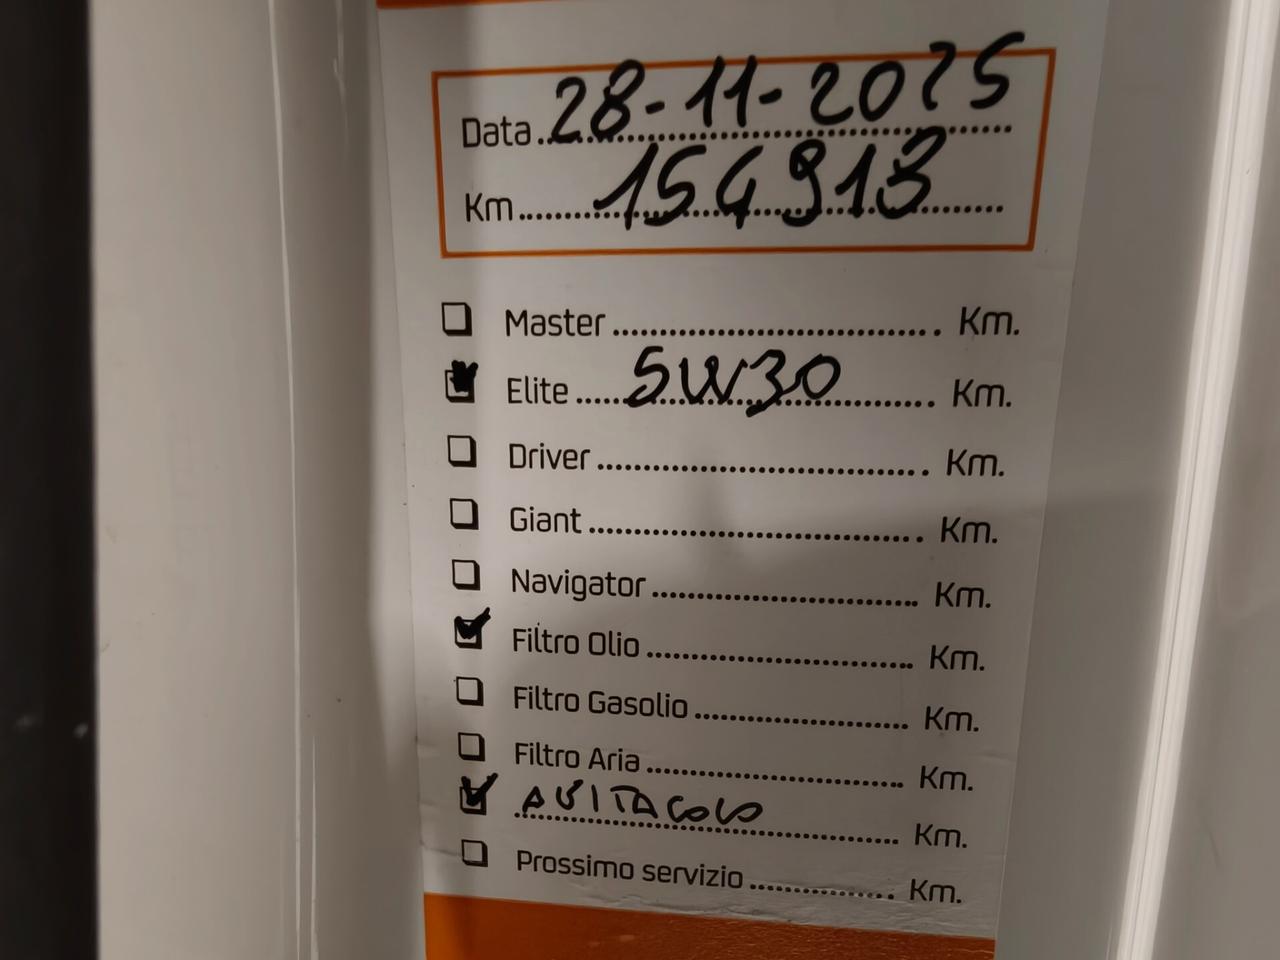 Data 28-11-2025
Km 154913
Master Km.
Elite 5W30 Km.
Driver Km.
Giant Km.
Navigator Km.
Filtro Olio Km.
Filtro Gasolio Km.
Filtro Aria Km.
ABITACOLO Km.
Prossimo servizio Km.